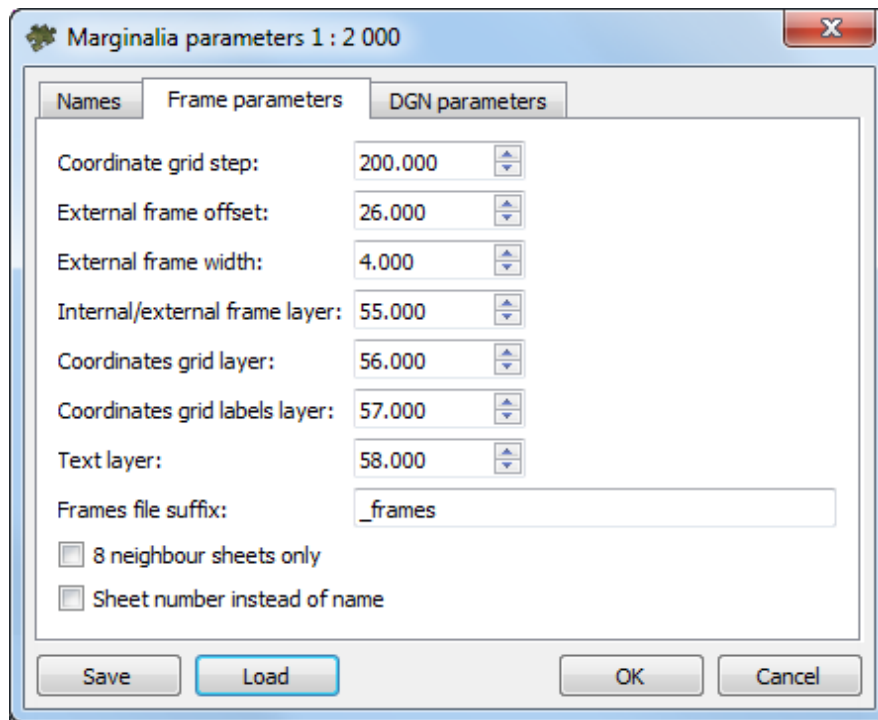 Marginalia parameters 1 : 2 000
Names Frame parameters DGN parameters
Coordinate grid step: 200.000
External frame offset: 26.000
External frame width: 4.000
Internal/external frame layer: 55.000
Coordinates grid layer: 56.000
Coordinates grid labels layer: 57.000
Text layer: 58.000
Frames file suffix: _frames
8 neighbour sheets only
Sheet number instead of name
Save Load OK Cancel